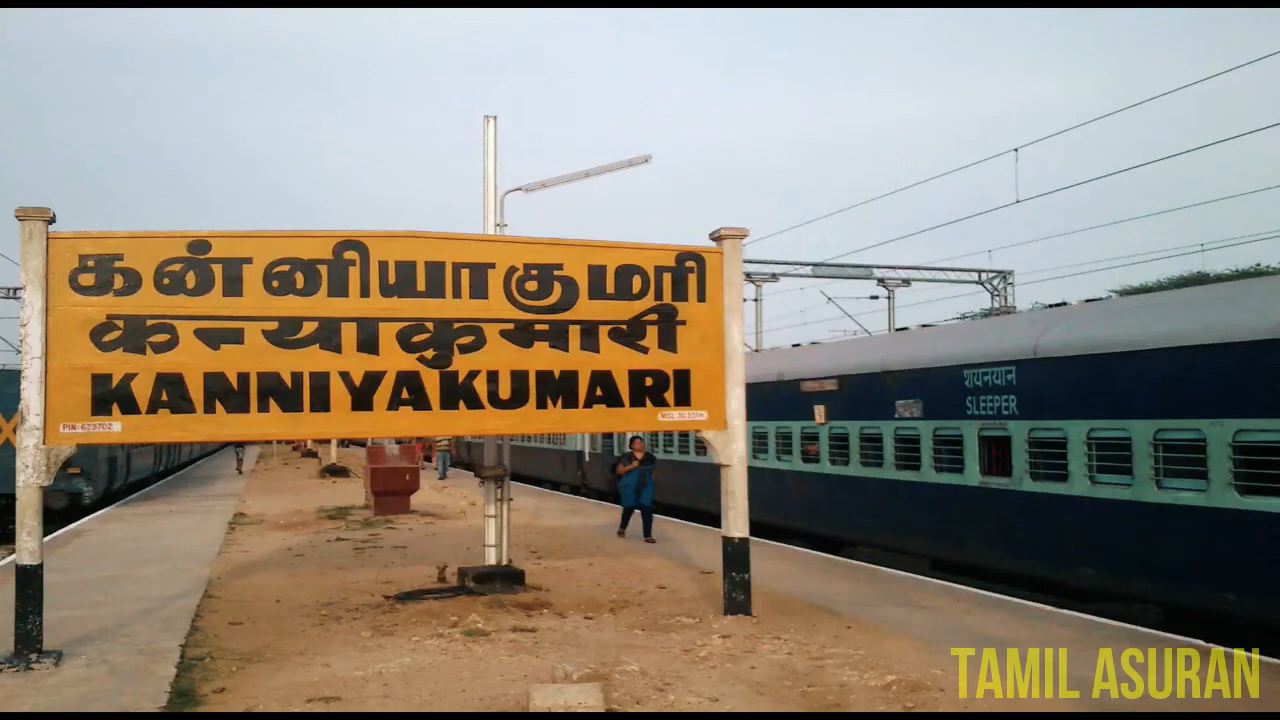 கன்னியாகுமரி
कन्याकुमारी
KANNIYAKUMARI
PIN: 629702
शयनयान
SLEEPER
TAMIL ASURAN